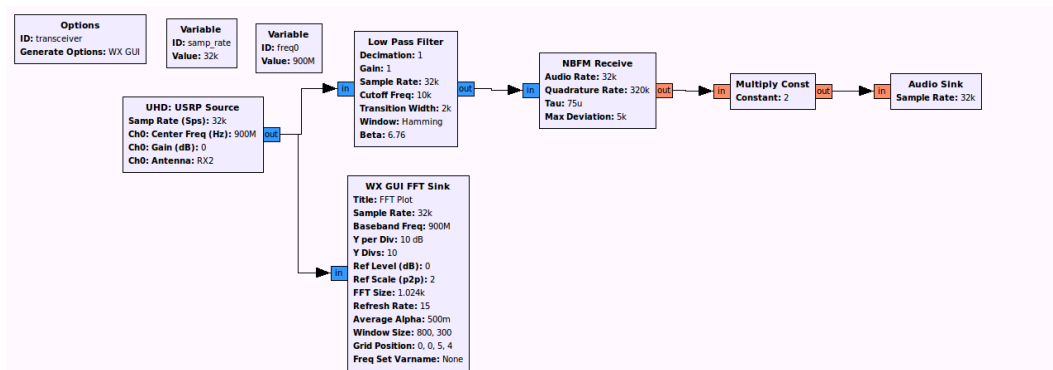 Options
ID: transceiver
Generate Options: WX GUI
Variable
ID: samp_rate
Value: 32k
Variable
ID: freq0
Value: 900M
Low Pass Filter
Decimation: 1
Gain: 1
Sample Rate: 32k
Cutoff Freq: 10k
Transition Width: 2k
Window: Hamming
Beta: 6.76
in
out
NBFM Receive
Audio Rate: 32k
Quadrature Rate: 320k
Tau: 75u
Max Deviation: 5k
in
out
Multiply Const
Constant: 2
in
out
Audio Sink
Sample Rate: 32k
in
UHD: USRP Source
Samp Rate (Sps): 32k
Ch0: Center Freq (Hz): 900M
Ch0: Gain (dB): 0
Ch0: Antenna: RX2
out
WX GUI FFT Sink
Title: FFT Plot
Sample Rate: 32k
Baseband Freq: 900M
Y per Div: 10 dB
Y Divs: 10
Ref Level (dB): 0
Ref Scale (p2p): 2
FFT Size: 1.024k
Refresh Rate: 15
Average Alpha: 500m
Window Size: 800, 300
Grid Position: 0, 0, 5, 4
Freq Set Varname: None
in